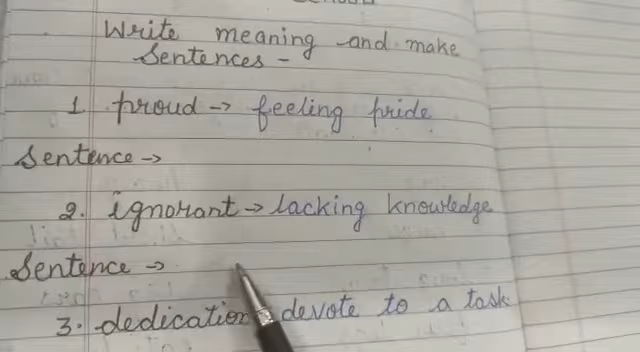 Write meaning and make
Sentences -
1. proud → feeling pride
Sentence →
2. ignorant → lacking knowledge
Sentence →
3. dedication devote to a task